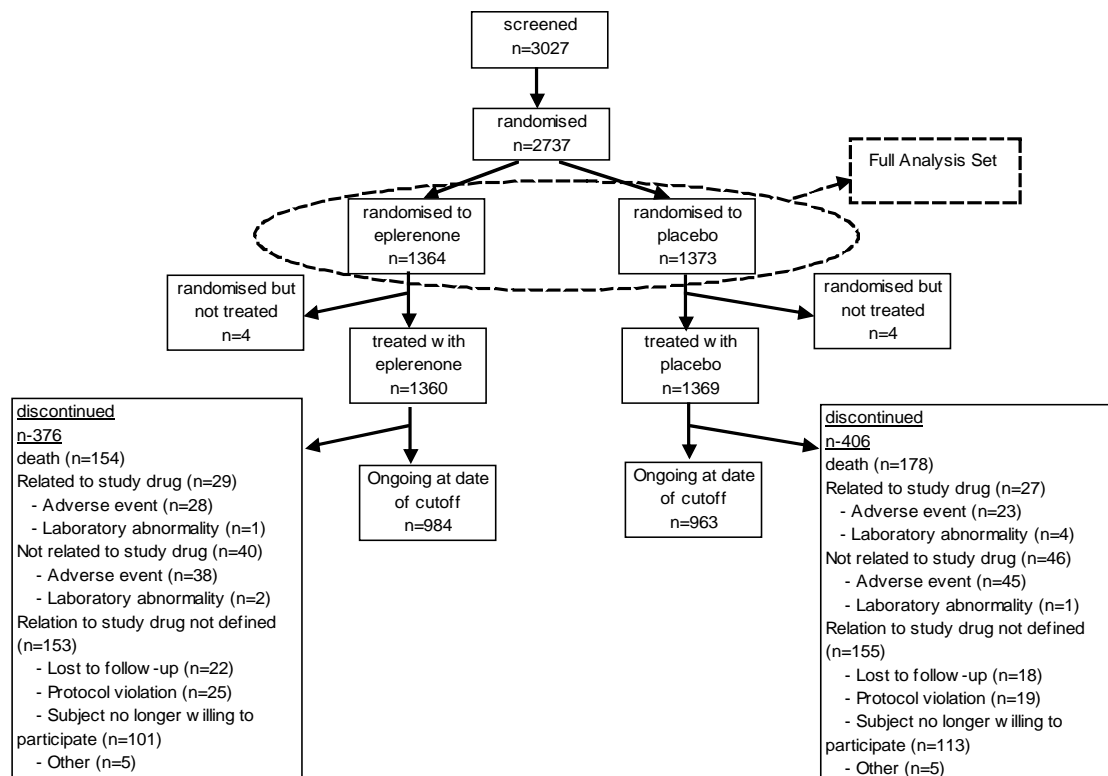 screened
n=3027
randomised
n=2737
Full Analysis Set
randomised to
eplerenone
n=1364
randomised to
placebo
n=1373
randomised but
not treated
n=4
randomised but
not treated
n=4
treated with
eplerenone
n=1360
treated with
placebo
n=1369
discontinued
n-376
death (n=154)
Related to study drug (n=29)
- Adverse event (n=28)
- Laboratory abnormality (n=1)
Not related to study drug (n=40)
- Adverse event (n=38)
- Laboratory abnormality (n=2)
Relation to study drug not defined
(n=153)
- Lost to follow-up (n=22)
- Protocol violation (n=25)
- Subject no longer willing to
participate (n=101)
- Other (n=5)
Ongoing at date
of cutoff
n=984
Ongoing at date
of cutoff
n=963
discontinued
n-406
death (n=178)
Related to study drug (n=27)
- Adverse event (n=23)
- Laboratory abnormality (n=4)
Not related to study drug (n=46)
- Adverse event (n=45)
- Laboratory abnormality (n=1)
Relation to study drug not defined
(n=155)
- Lost to follow-up (n=18)
- Protocol violation (n=19)
- Subject no longer willing to
participate (n=113)
- Other (n=5)